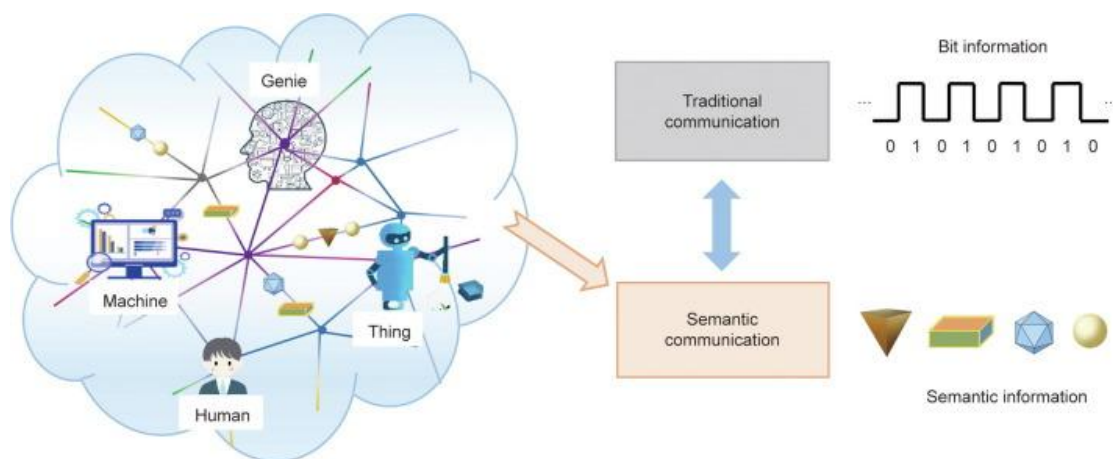 Genie
Machine
Thing
Human
Traditional
communication
Semantic
communication
Bit information
... ...
0 1 0 1 0 1 0 1 0
Semantic information